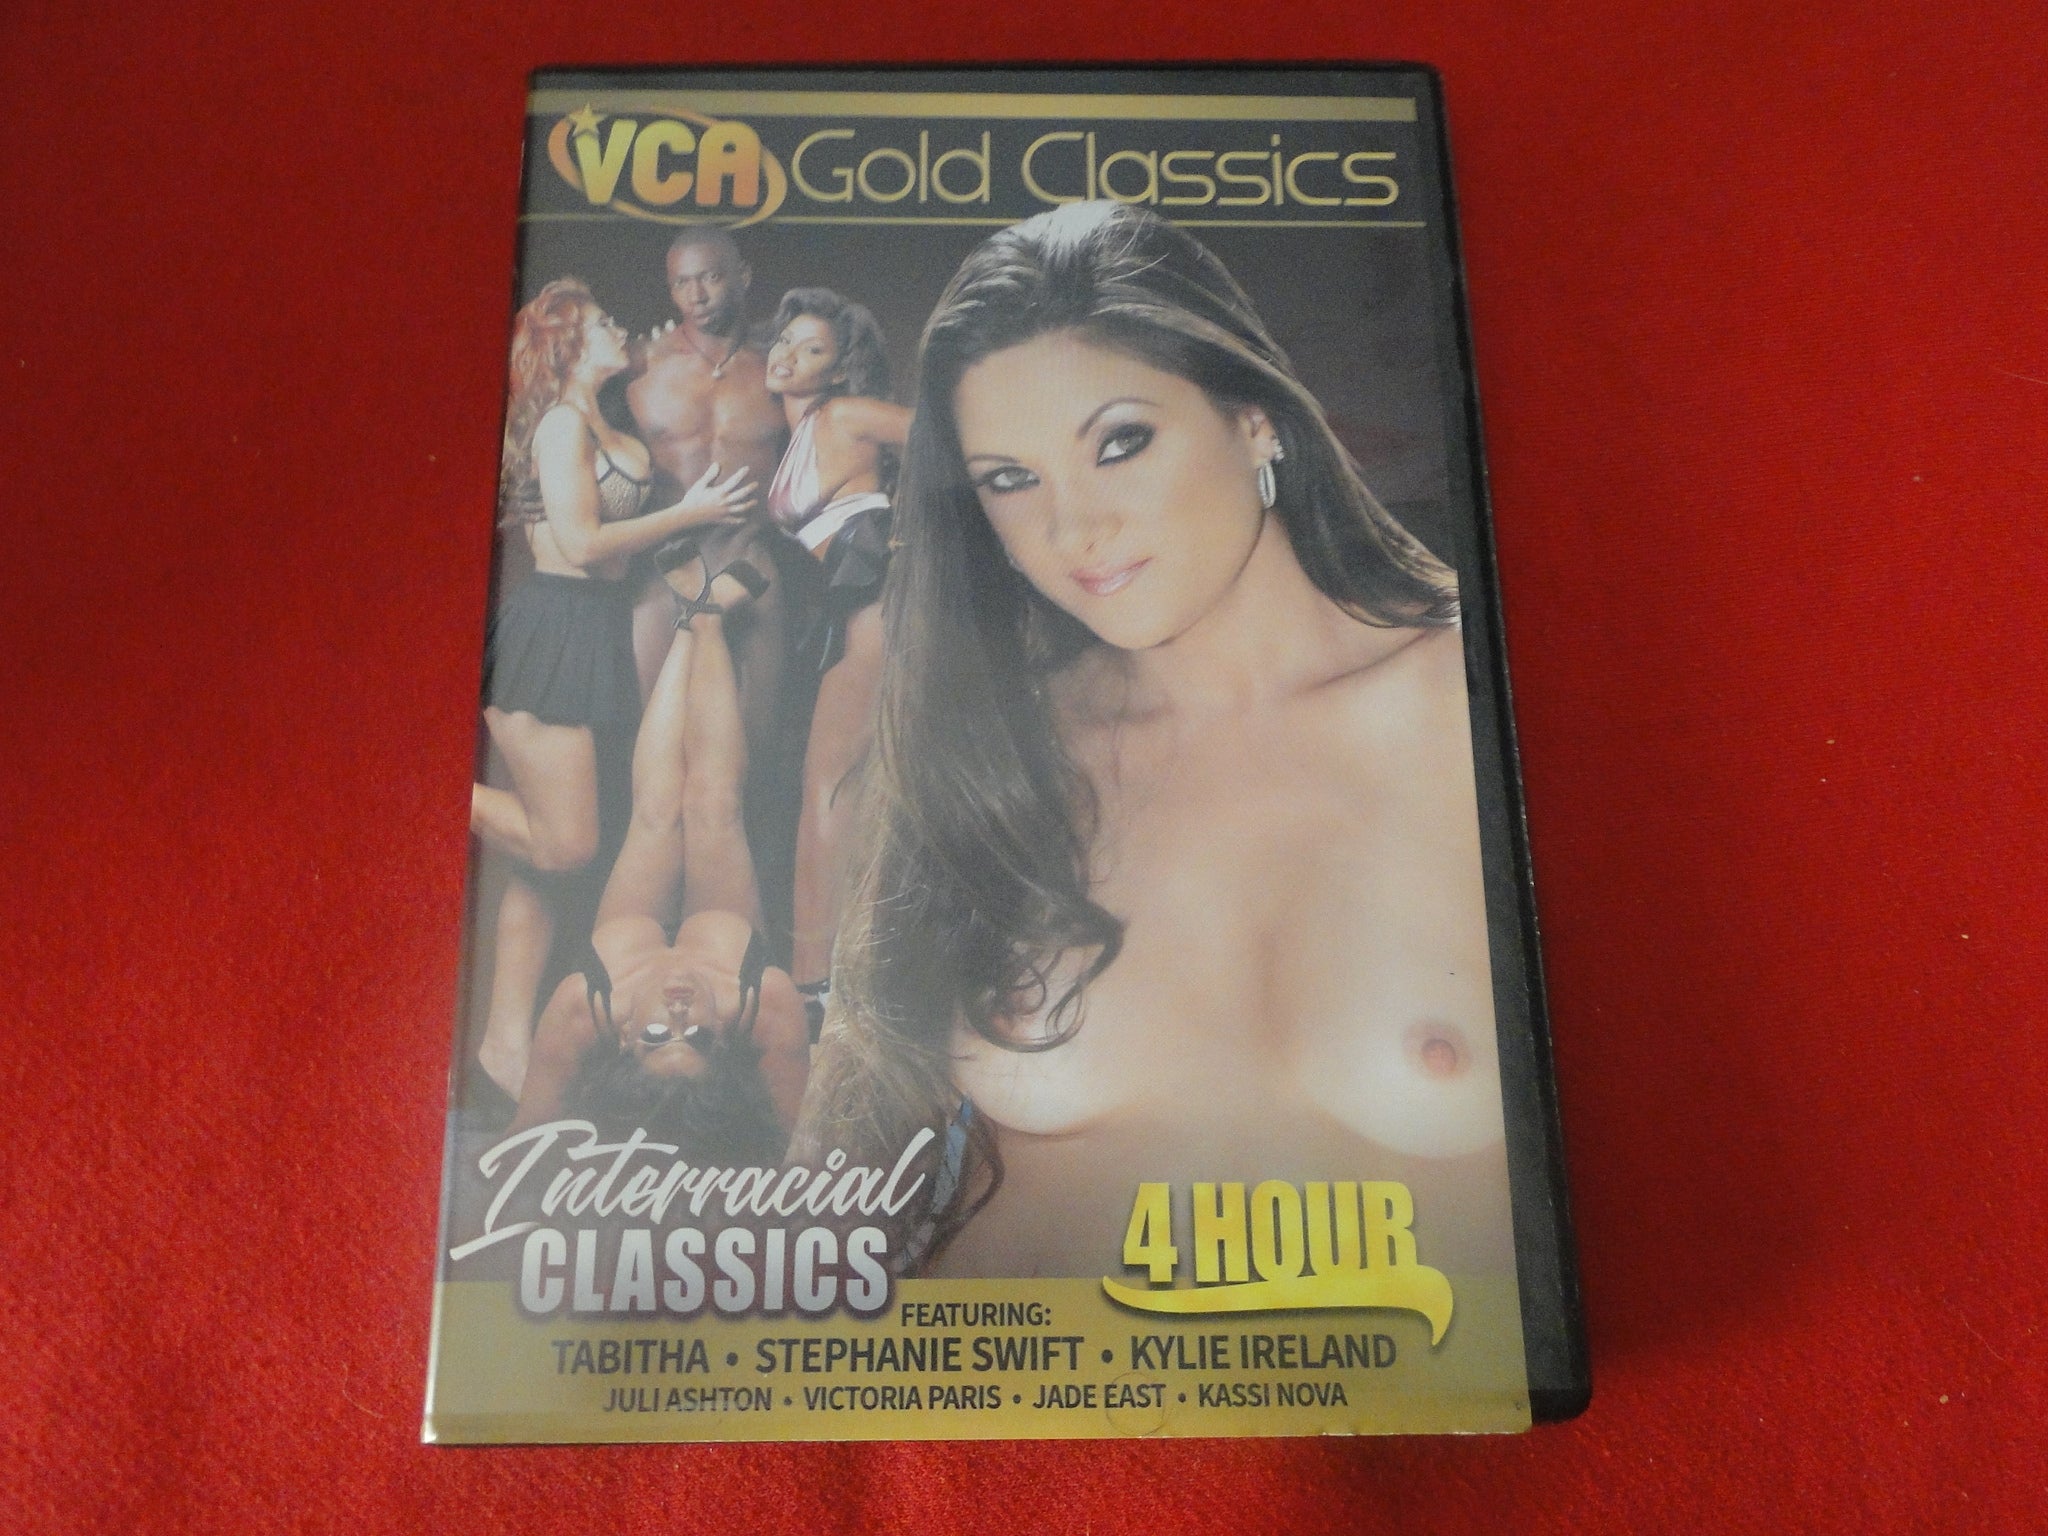 VCA Gold Classics
Interracial
CLASSICS
4 HOUR
FEATURING:
TABITHA • STEPHANIE SWIFT • KYLIE IRELAND
JULI ASHTON • VICTORIA PARIS • JADE EAST • KASSI NOVA